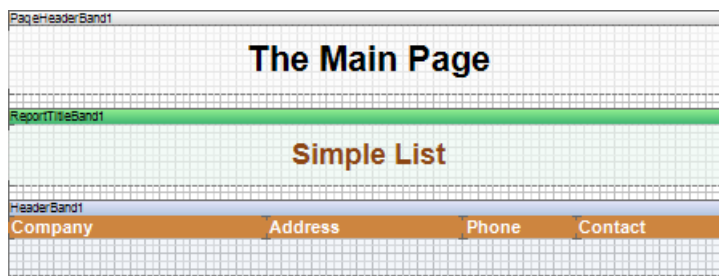 PageHeaderBand1
The Main Page
ReportTitleBand1
Simple List
HeaderBand1
Company Address Phone Contact